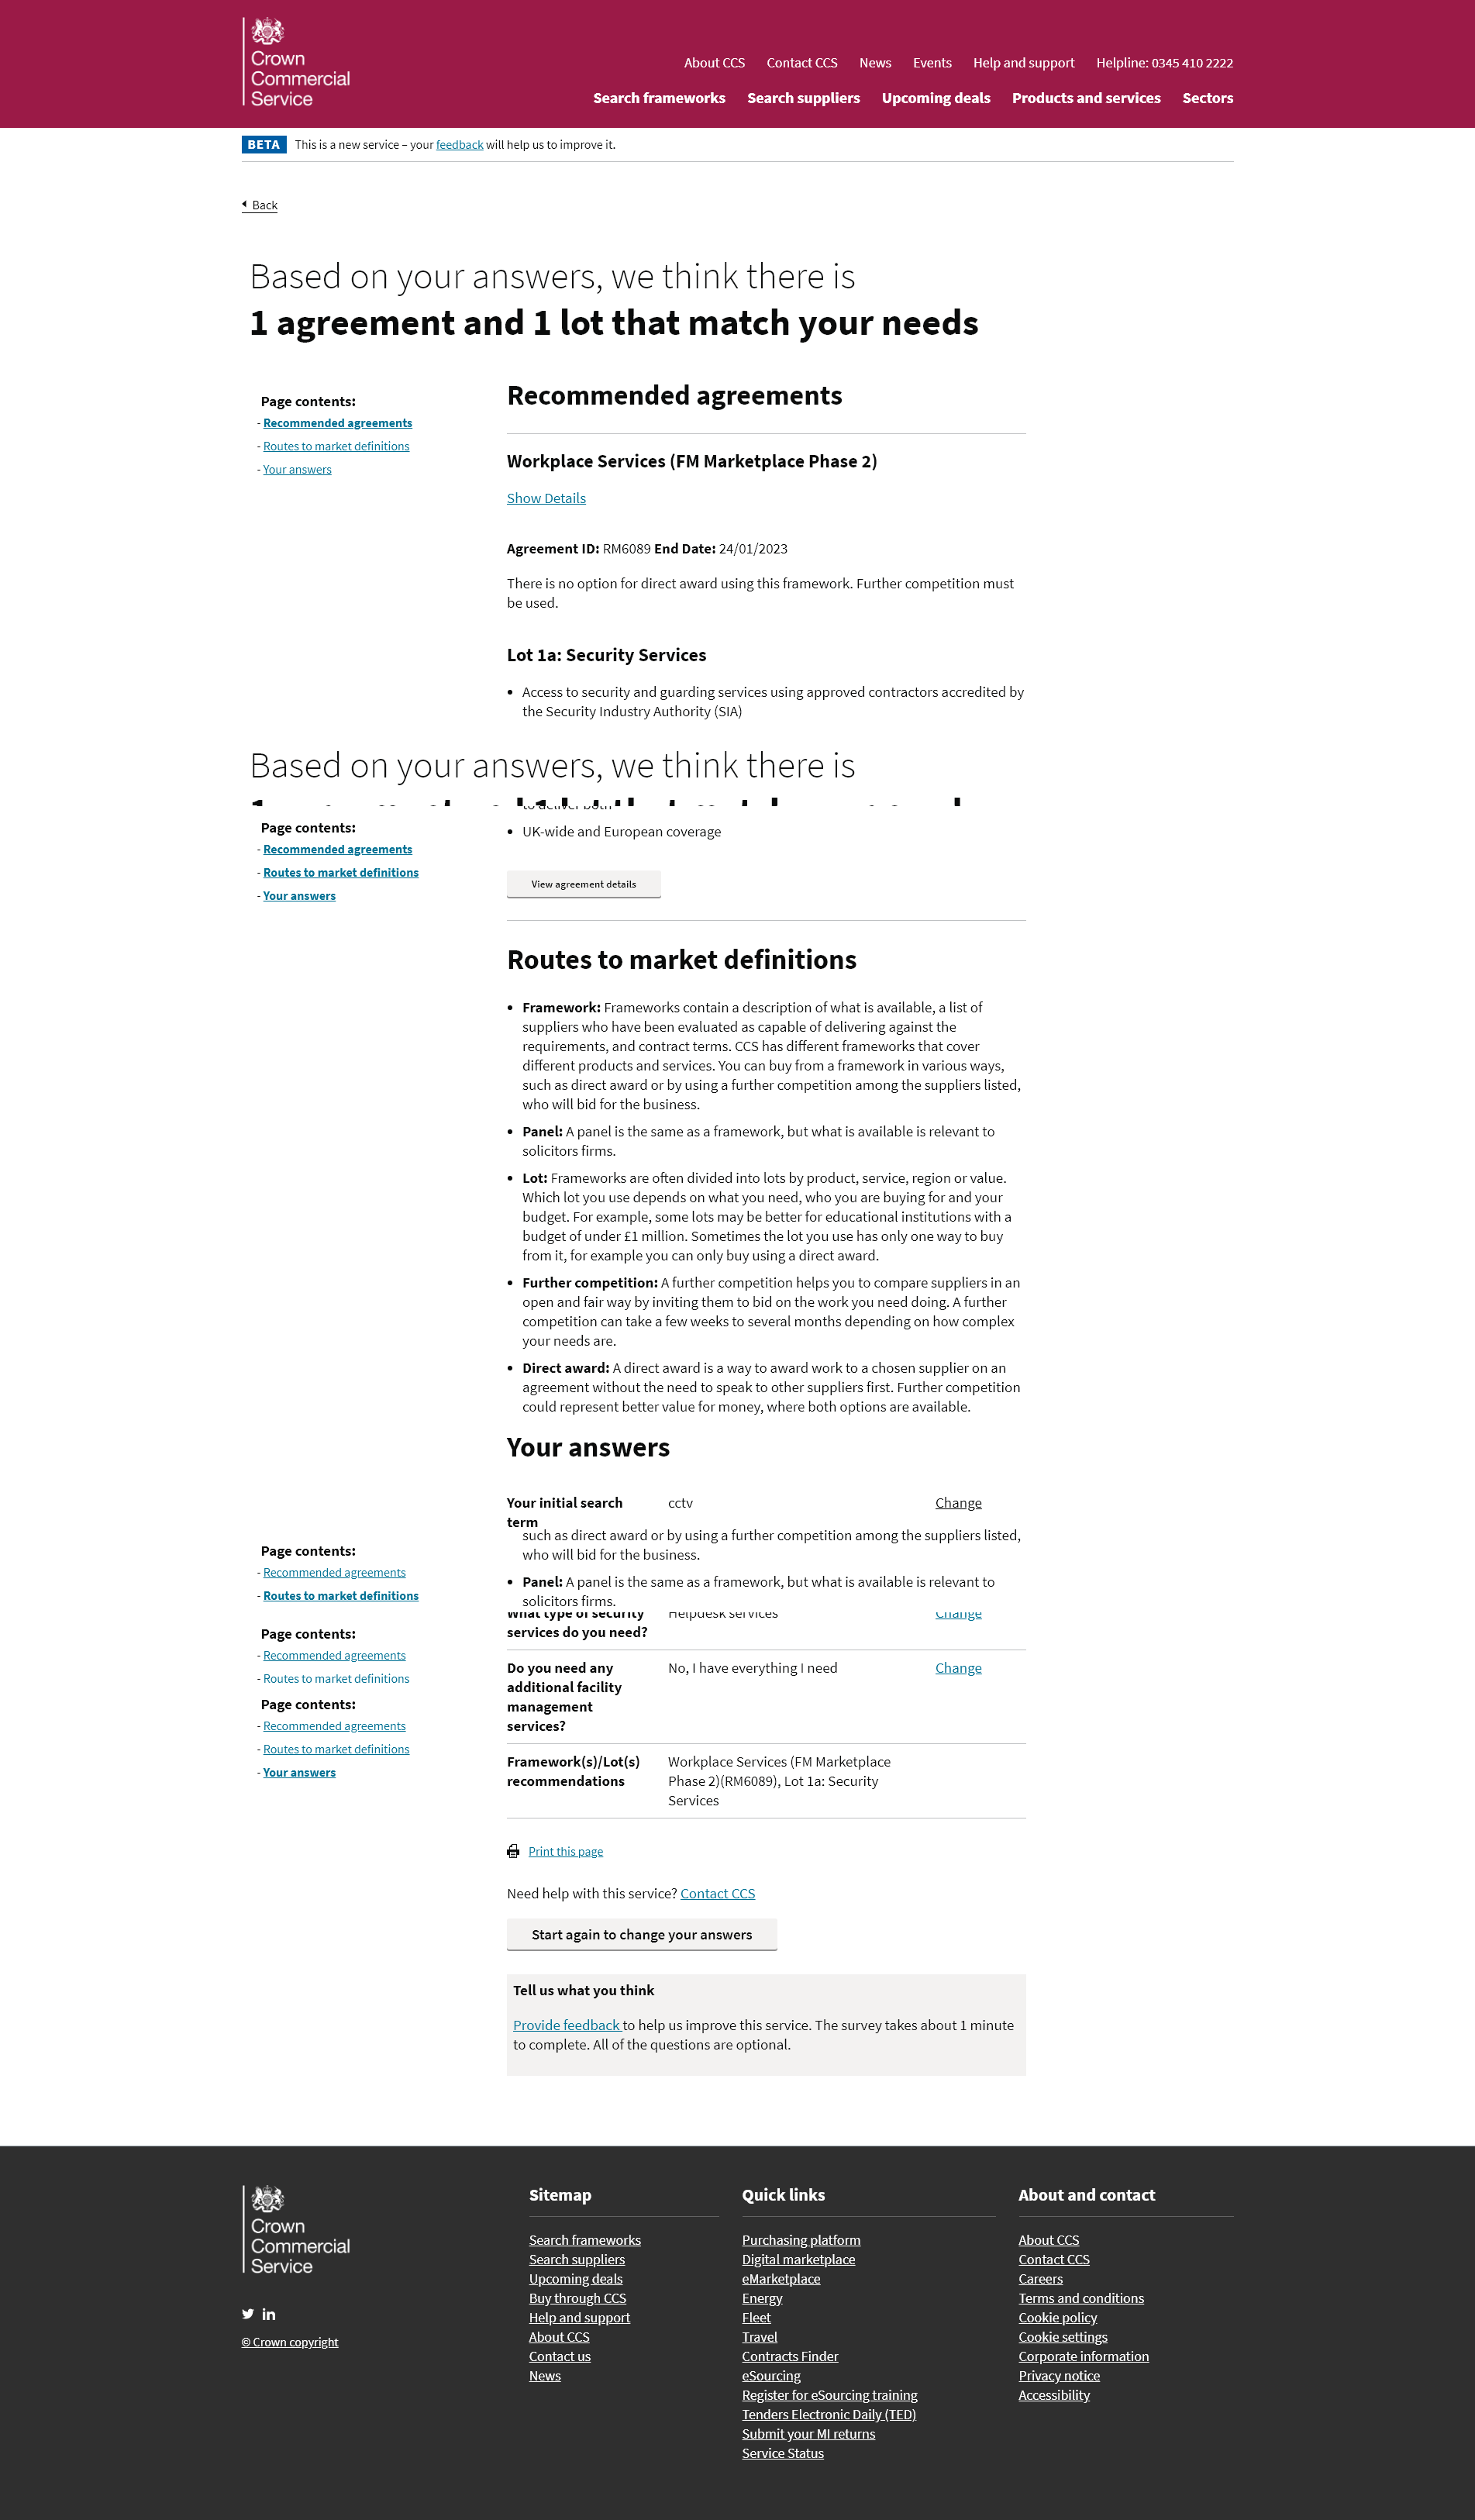 Crown
Commercial
Service
About CCS Contact CCS News Events Help and support Helpline: 0345 410 2222
Search frameworks Search suppliers Upcoming deals Products and services Sectors
BETA This is a new service – your feedback will help us to improve it.
Back
Based on your answers, we think there is
1 agreement and 1 lot that match your needs
Page contents:
- Recommended agreements
- Routes to market definitions
- Your answers
Recommended agreements
Workplace Services (FM Marketplace Phase 2)
Show Details
Agreement ID: RM6089 End Date: 24/01/2023
There is no option for direct award using this framework. Further competition must
be used.
Lot 1a: Security Services
• Access to security and guarding services using approved contractors accredited by
the Security Industry Authority (SIA)
Based on your answers, we think there is
to deliver both
• UK-wide and European coverage
Page contents:
- Recommended agreements
- Routes to market definitions
- Your answers
View agreement details
Routes to market definitions
• Framework: Frameworks contain a description of what is available, a list of
suppliers who have been evaluated as capable of delivering against the
requirements, and contract terms. CCS has different frameworks that cover
different products and services. You can buy from a framework in various ways,
such as direct award or by using a further competition among the suppliers listed,
who will bid for the business.
• Panel: A panel is the same as a framework, but what is available is relevant to
solicitors firms.
• Lot: Frameworks are often divided into lots by product, service, region or value.
Which lot you use depends on what you need, who you are buying for and your
budget. For example, some lots may be better for educational institutions with a
budget of under £1 million. Sometimes the lot you use has only one way to buy
from it, for example you can only buy using a direct award.
• Further competition: A further competition helps you to compare suppliers in an
open and fair way by inviting them to bid on the work you need doing. A further
competition can take a few weeks to several months depending on how complex
your needs are.
• Direct award: A direct award is a way to award work to a chosen supplier on an
agreement without the need to speak to other suppliers first. Further competition
could represent better value for money, where both options are available.
Your answers
Your initial search cctv Change
term
such as direct award or by using a further competition among the suppliers listed,
who will bid for the business.
• Panel: A panel is the same as a framework, but what is available is relevant to
solicitors firms.
Page contents:
- Recommended agreements
- Routes to market definitions
Page contents:
- Recommended agreements
- Routes to market definitions
Page contents:
- Recommended agreements
- Routes to market definitions
- Your answers
What type of security Helpdesk services Change
services do you need?
Do you need any No, I have everything I need Change
additional facility
management
services?
Framework(s)/Lot(s) Workplace Services (FM Marketplace
recommendations Phase 2)(RM6089), Lot 1a: Security
Services
Print this page
Need help with this service? Contact CCS
Start again to change your answers
Tell us what you think
Provide feedback to help us improve this service. The survey takes about 1 minute
to complete. All of the questions are optional.
Crown
Commercial
Service
© Crown copyright
Sitemap
Search frameworks
Search suppliers
Upcoming deals
Buy through CCS
Help and support
About CCS
Contact us
News
Quick links
Purchasing platform
Digital marketplace
eMarketplace
Energy
Fleet
Travel
Contracts Finder
eSourcing
Register for eSourcing training
Tenders Electronic Daily (TED)
Submit your MI returns
Service Status
About and contact
About CCS
Contact CCS
Careers
Terms and conditions
Cookie policy
Cookie settings
Corporate information
Privacy notice
Accessibility